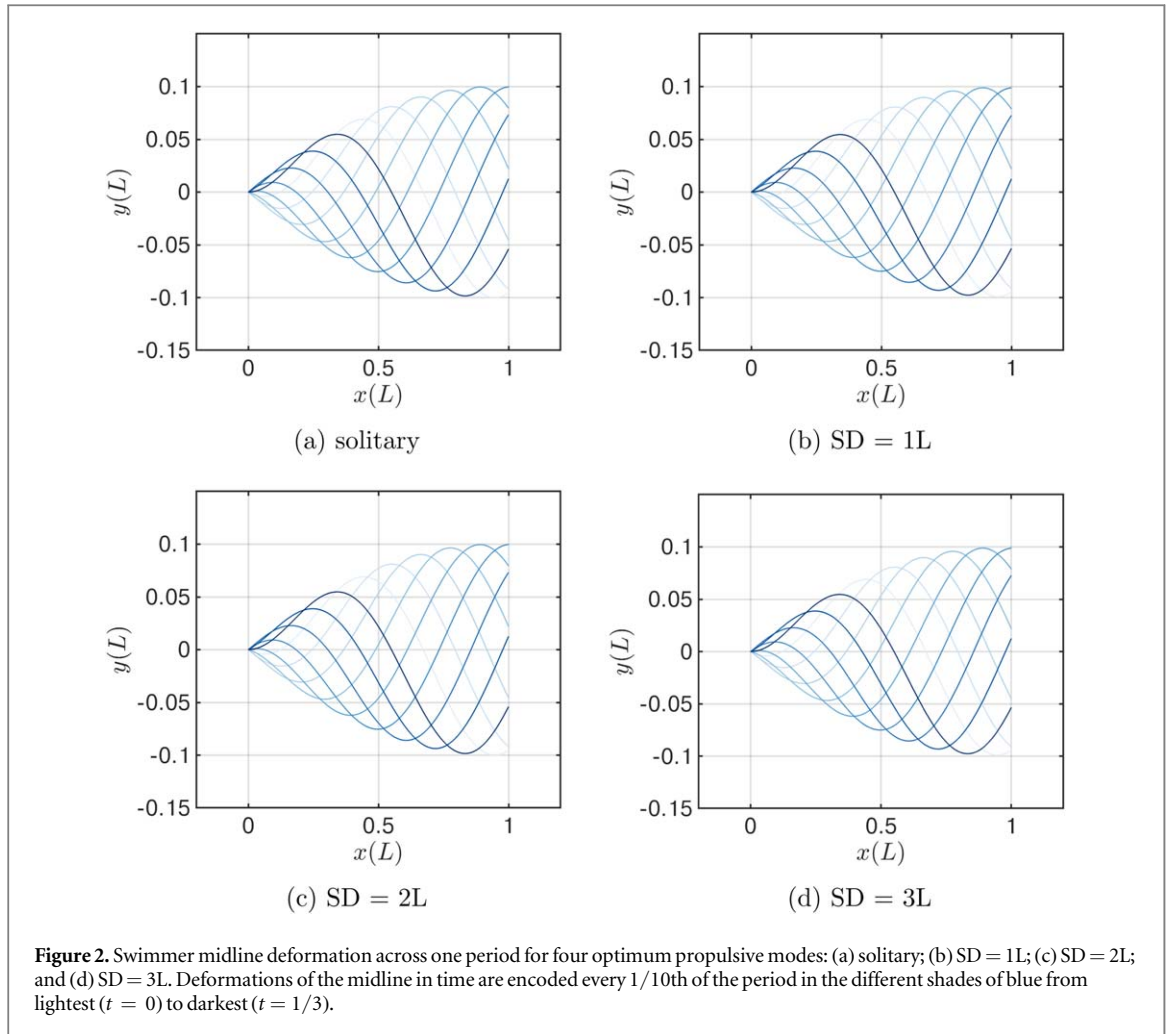 0.1
0.05
0
-0.05
-0.1
-0.15
y(L)
0 0.5 1
x(L)
(a) solitary
0.1
0.05
0
-0.05
-0.1
-0.15
y(L)
0 0.5 1
x(L)
(b) SD = 1L
0.1
0.05
0
-0.05
-0.1
-0.15
y(L)
0 0.5 1
x(L)
(c) SD = 2L
0.1
0.05
0
-0.05
-0.1
-0.15
y(L)
0 0.5 1
x(L)
(d) SD = 3L
Figure 2. Swimmer midline deformation across one period for four optimum propulsive modes: (a) solitary; (b) SD = 1L; (c) SD = 2L;
and (d) SD = 3L. Deformations of the midline in time are encoded every 1/10th of the period in the different shades of blue from
lightest (t = 0) to darkest (t = 1/3).